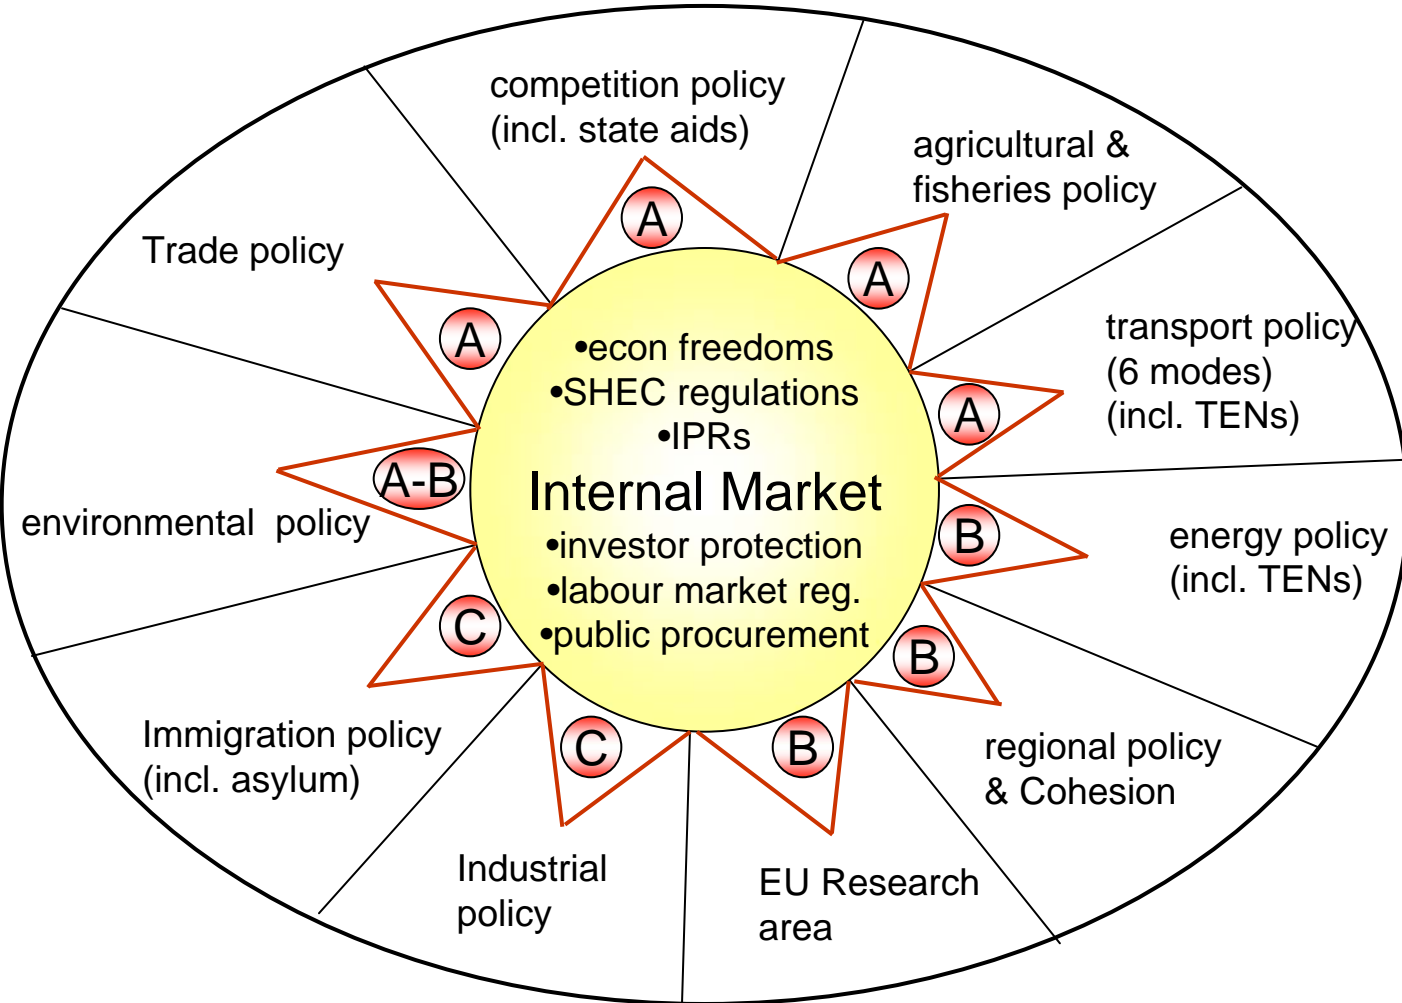 competition policy
(incl. state aids)
A
agricultural &
fisheries policy
A
transport policy
(6 modes)
(incl. TENs)
A
energy policy
(incl. TENs)
B
regional policy
& Cohesion
B
EU Research
area
B
Industrial
policy
C
Immigration policy
(incl. asylum)
C
environmental policy
A-B
Trade policy
A
•econ freedoms
•SHEC regulations
•IPRs
Internal Market
•investor protection
•labour market reg.
•public procurement